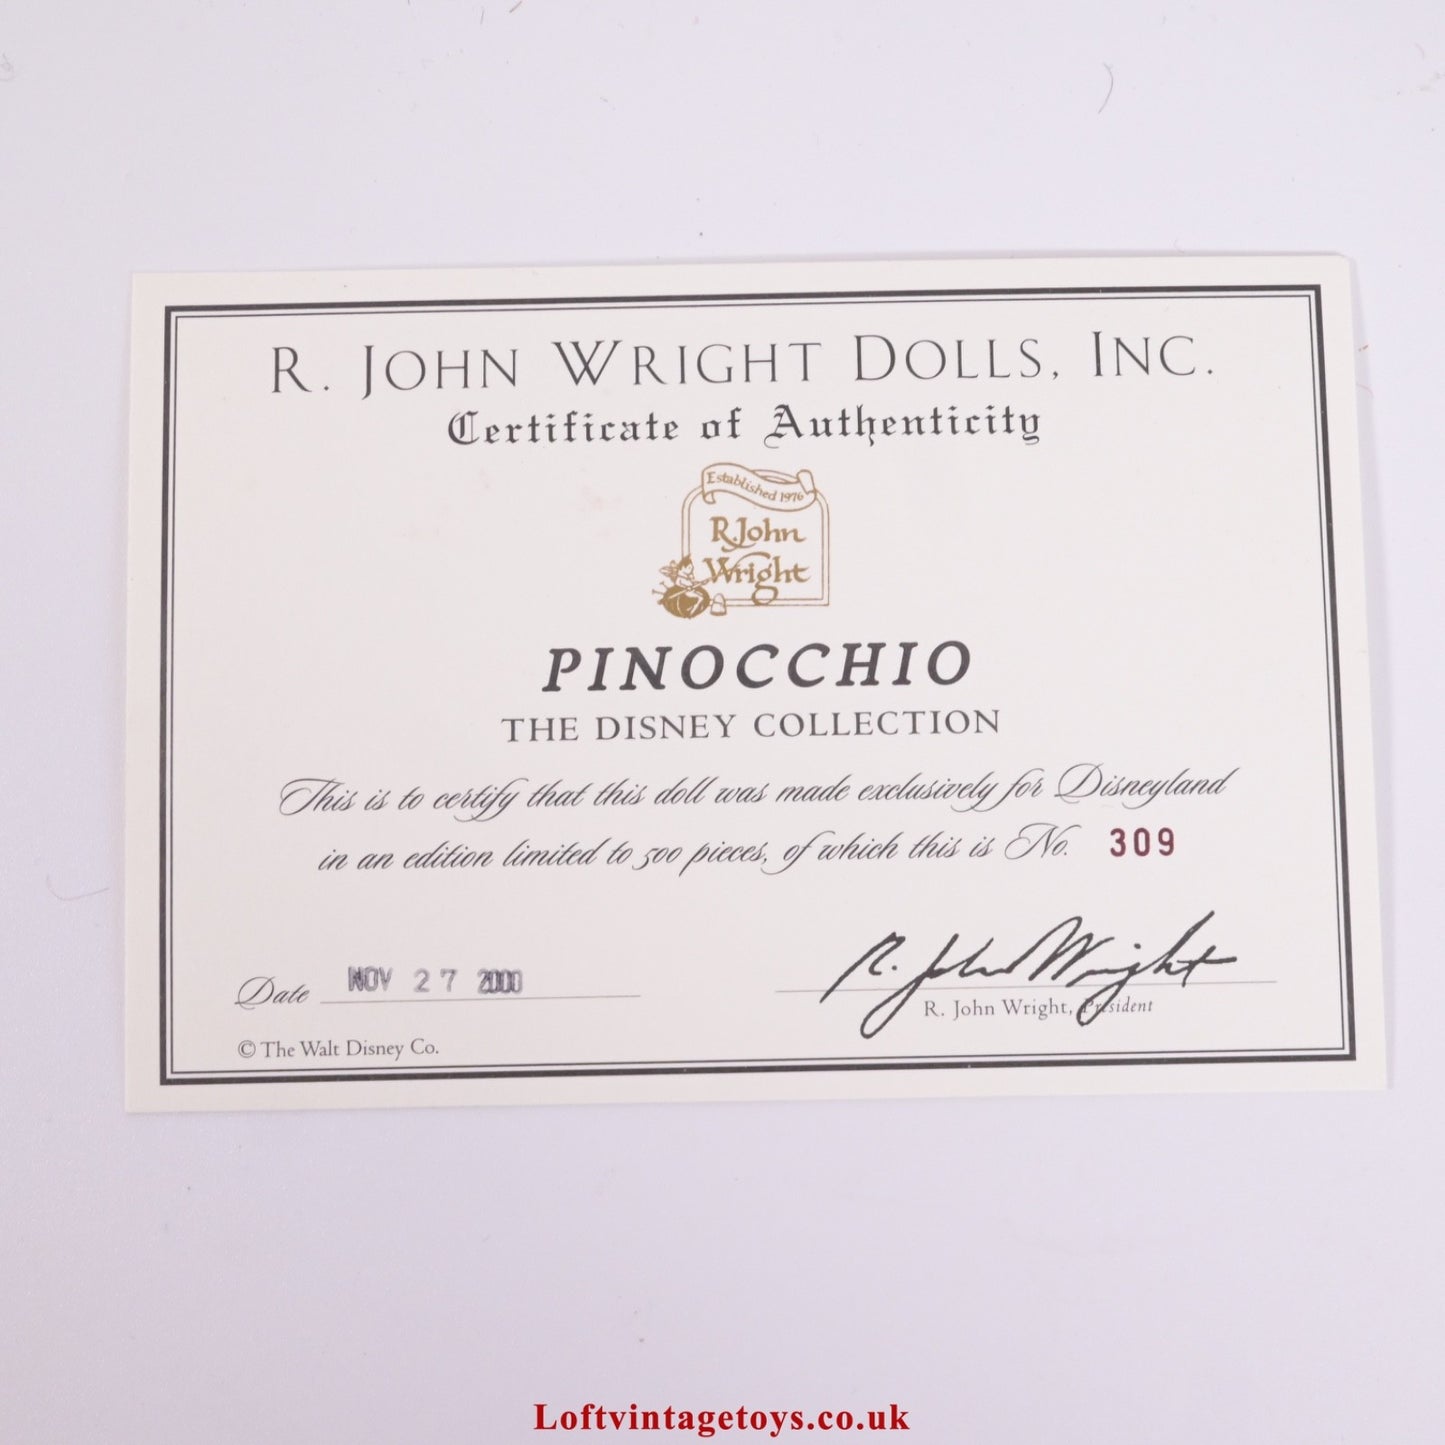 R. JOHN WRIGHT DOLLS, INC.
Certificate of Authenticity
Established 1976
R. John
Wright
PINOCCHIO
THE DISNEY COLLECTION
This is to certify that this doll was made exclusively for Disneyland
in an edition limited to 500 pieces, of which this is No. 309
Date NOV 27 2000
R. John Wright
R. John Wright, President
© The Walt Disney Co.
Loftvintagetoys.co.uk